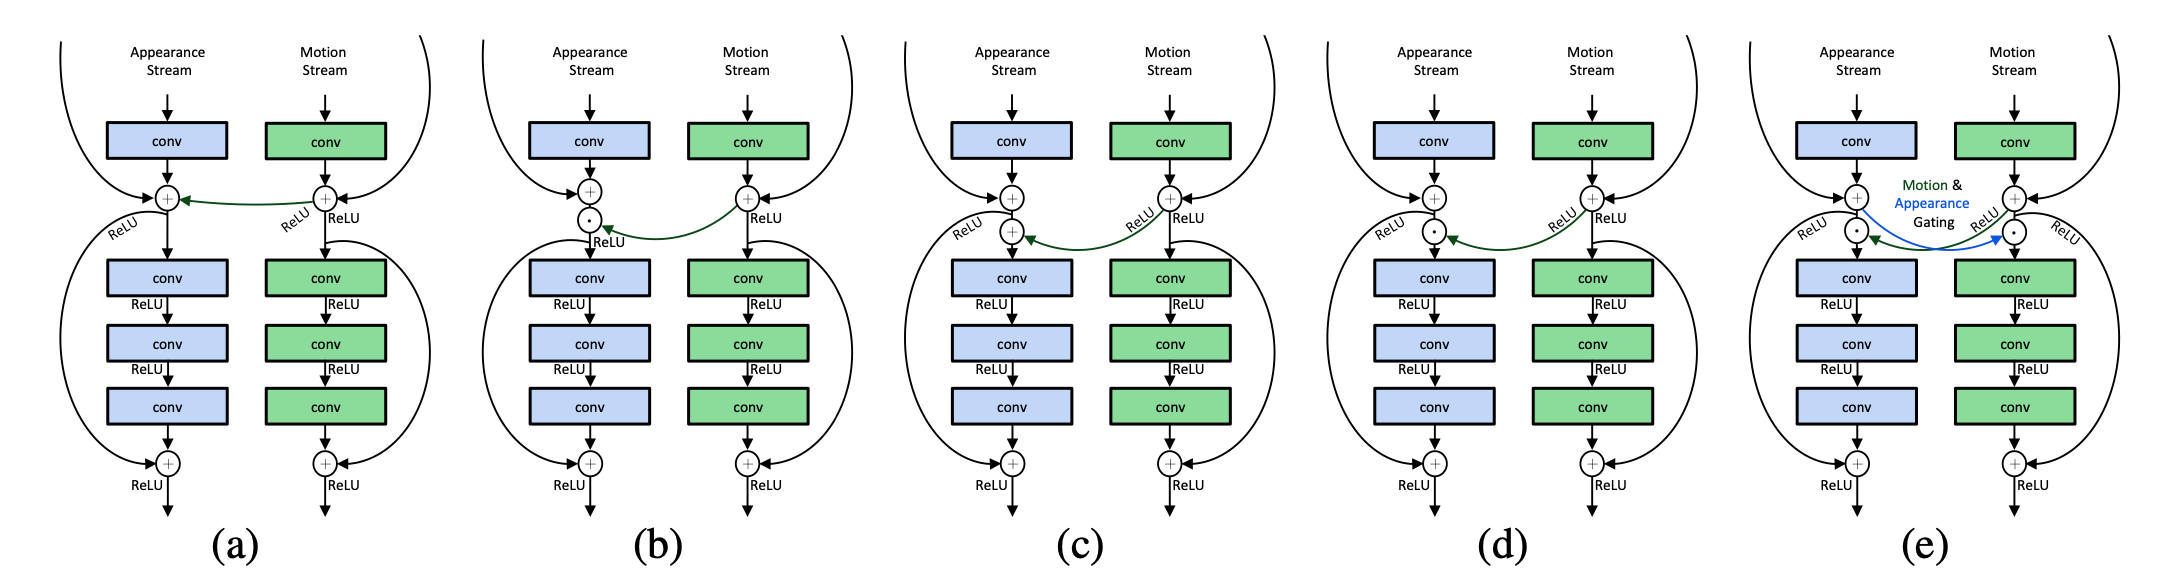 Appearance
Stream
Motion
Stream
conv
conv
+
+
ReLU
ReLU
ReLU
conv
conv
ReLU
ReLU
conv
conv
ReLU
ReLU
conv
conv
+
+
ReLU
ReLU
(a)
Appearance
Stream
Motion
Stream
conv
conv
+
+
·
ReLU
ReLU
conv
conv
ReLU
ReLU
conv
conv
ReLU
ReLU
conv
conv
+
+
ReLU
ReLU
(b)
Appearance
Stream
Motion
Stream
conv
conv
+
+
ReLU
ReLU
ReLU
+
conv
conv
ReLU
ReLU
conv
conv
ReLU
ReLU
conv
conv
+
+
ReLU
ReLU
(c)
Appearance
Stream
Motion
Stream
conv
conv
+
+
ReLU
ReLU
ReLU
·
conv
conv
ReLU
ReLU
conv
conv
ReLU
ReLU
conv
conv
+
+
ReLU
ReLU
(d)
Appearance
Stream
Motion
Stream
conv
conv
Motion &
Appearance
Gating
+
+
ReLU
ReLU
ReLU
·
·
conv
conv
ReLU
ReLU
conv
conv
ReLU
ReLU
conv
conv
+
+
ReLU
ReLU
(e)